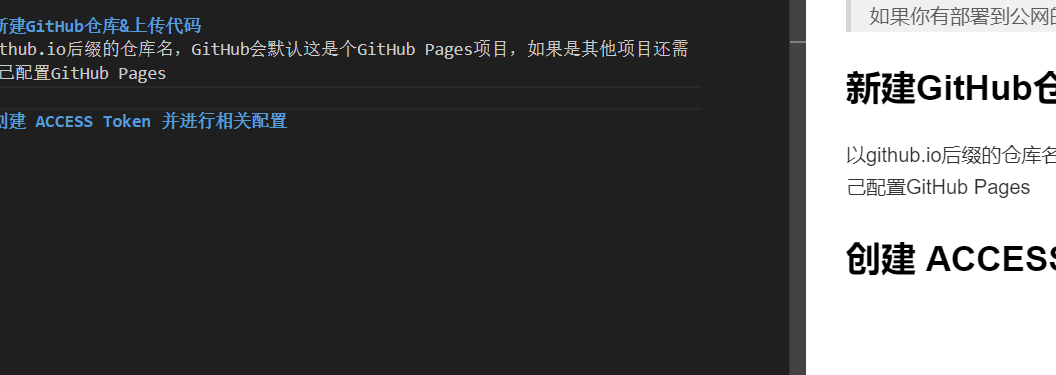 新建GitHub仓库&上传代码
thub.io后缀的仓库名，GitHub会默认这是个GitHub Pages项目，如果是其他项目还需
己配置GitHub Pages
创建 ACCESS Token 并进行相关配置
如果你有部署到公网的
新建GitHub仓
以github.io后缀的仓库名
己配置GitHub Pages
创建 ACCESS